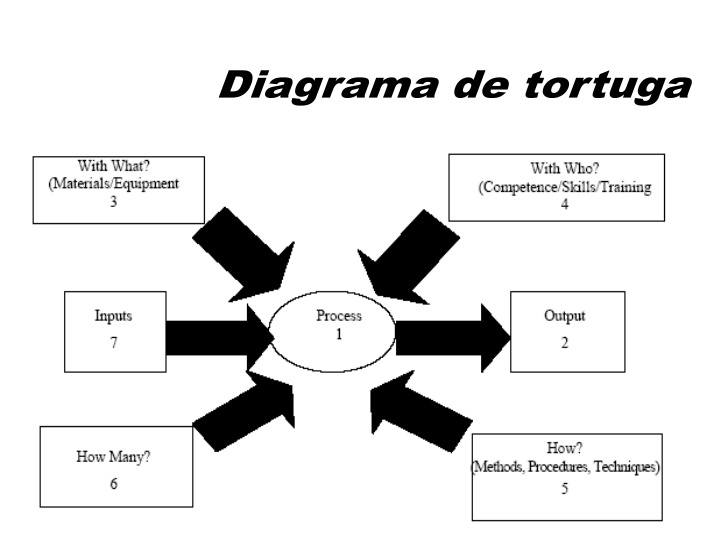 Diagrama de tortuga
With What?
(Materials/Equipment
3
With Who?
(Competence/Skills/Training
4
Inputs
7
Process
1
Output
2
How Many?
6
How?
(Methods, Procedures, Techniques)
5